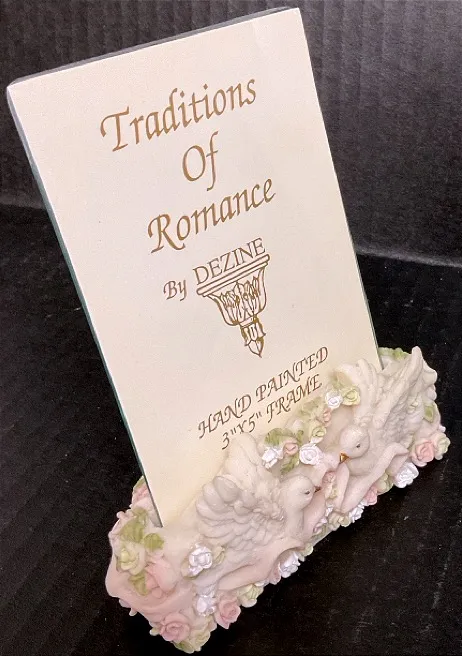 Traditions
Of
Romance
By DEZINE
HAND PAINTED
3"X5" FRAME